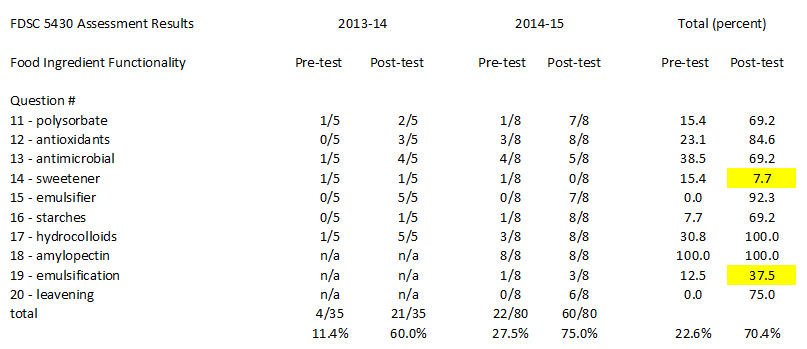 FDSC 5430 Assessment Results 2013-14 2014-15 Total (percent)
Food Ingredient Functionality Pre-test Post-test Pre-test Post-test Pre-test Post-test
Question #
11 - polysorbate 1/5 2/5 1/8 7/8 15.4 69.2
12 - antioxidants 0/5 3/5 3/8 8/8 23.1 84.6
13 - antimicrobial 1/5 4/5 4/8 5/8 38.5 69.2
14 - sweetener 1/5 1/5 1/8 0/8 15.4 7.7
15 - emulsifier 0/5 5/5 0/8 7/8 0.0 92.3
16 - starches 0/5 1/5 1/8 8/8 7.7 69.2
17 - hydrocolloids 1/5 5/5 3/8 8/8 30.8 100.0
18 - amylopectin n/a n/a 8/8 8/8 100.0 100.0
19 - emulsification n/a n/a 1/8 3/8 12.5 37.5
20 - leavening n/a n/a 0/8 6/8 0.0 75.0
total 4/35 21/35 22/80 60/80
11.4% 60.0% 27.5% 75.0% 22.6% 70.4%